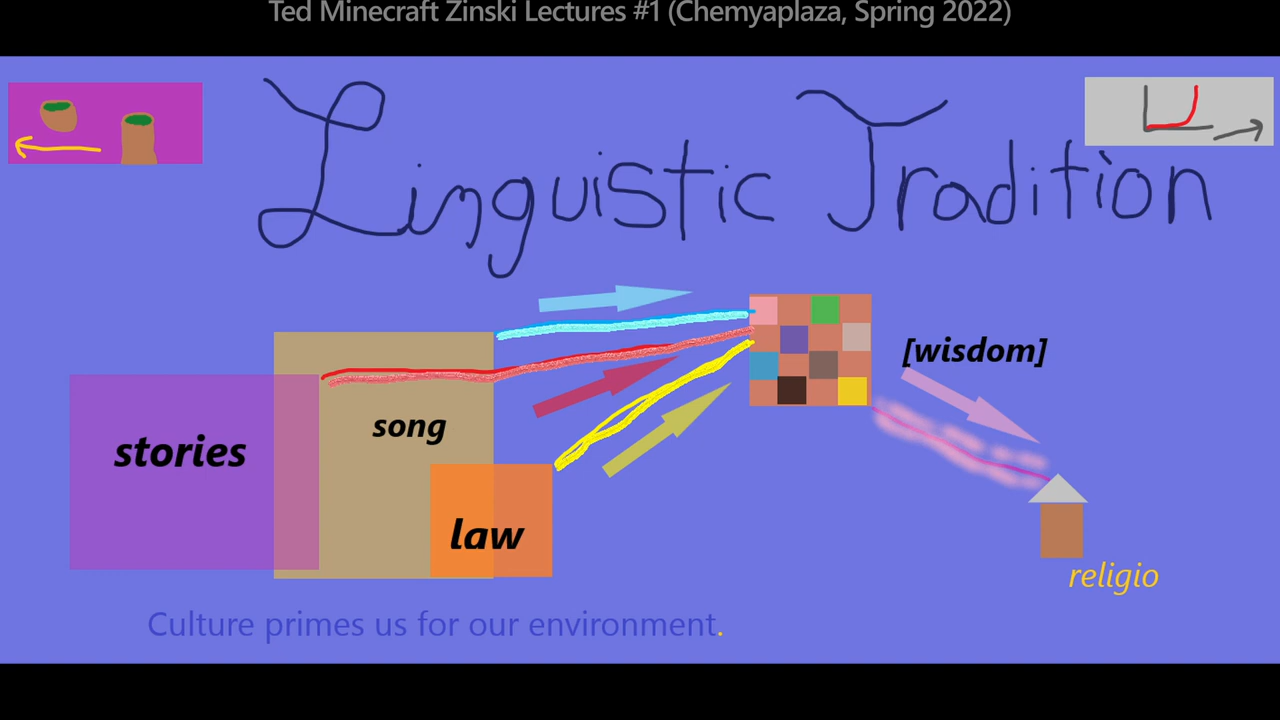 Ted Minecraft Zinski Lectures #1 (Chemyaplaza, Spring 2022)
Linguistic Tradition
[wisdom]
song
stories
law
religio
Culture primes us for our environment.